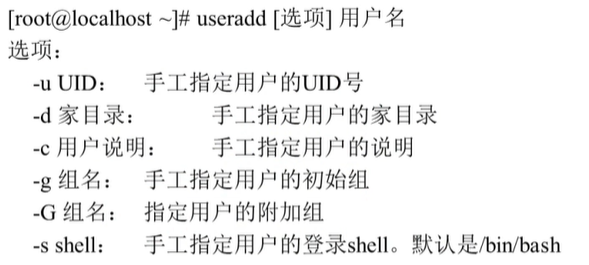 [root@localhost ~]# useradd [选项] 用户名
选项：
-u UID： 手工指定用户的UID号
-d 家目录： 手工指定用户的家目录
-c 用户说明： 手工指定用户的说明
-g 组名： 手工指定用户的初始组
-G 组名： 指定用户的附加组
-s shell： 手工指定用户的登录shell。默认是/bin/bash